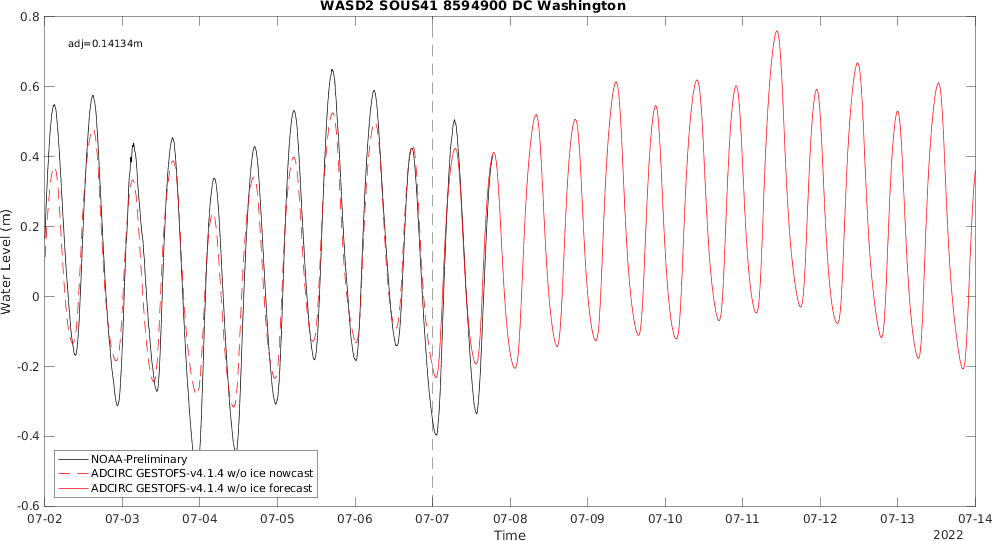 WASD2 SOUS41 8594900 DC Washington
adj=0.14134m
Water Level (m)
0.8
0.6
0.4
0.2
0
-0.2
-0.4
-0.6
NOAA-Preliminary
ADCIRC GESTOFS-v4.1.4 w/o ice nowcast
ADCIRC GESTOFS-v4.1.4 w/o ice forecast
07-02 07-03 07-04 07-05 07-06 07-07 07-08 07-09 07-10 07-11 07-12 07-13 07-14
Time
2022